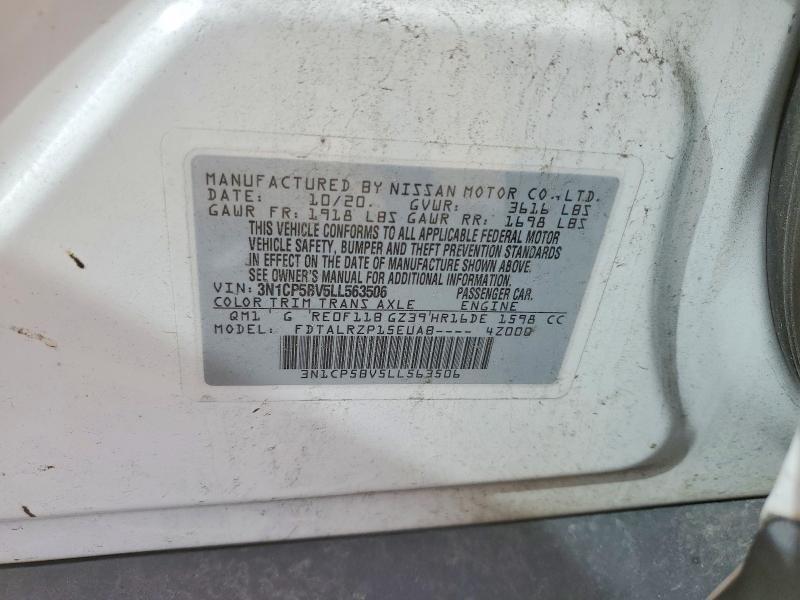 MANUFACTURED BY NISSAN MOTOR CO.,LTD.
DATE: 10/20. GVWR: 3616 LBS
GAWR FR: 1918 LBS GAWR RR: 1698 LBS
THIS VEHICLE CONFORMS TO ALL APPLICABLE FEDERAL MOTOR
VEHICLE SAFETY, BUMPER AND THEFT PREVENTION STANDARDS
IN EFFECT ON THE DATE OF MANUFACTURE SHOWN ABOVE.
SEE OWNER'S MANUAL FOR ADDITIONAL INFORMATION.
VIN: 3N1CP5BV5LL563506 PASSENGER CAR.
COLOR TRIM TRANS AXLE ENGINE
QM1 G RE0F11B GZ39 HR16DE 1598 CC
MODEL: FDTALRZP15EUA8---- 4Z000
3N1CP5BV5LL563506